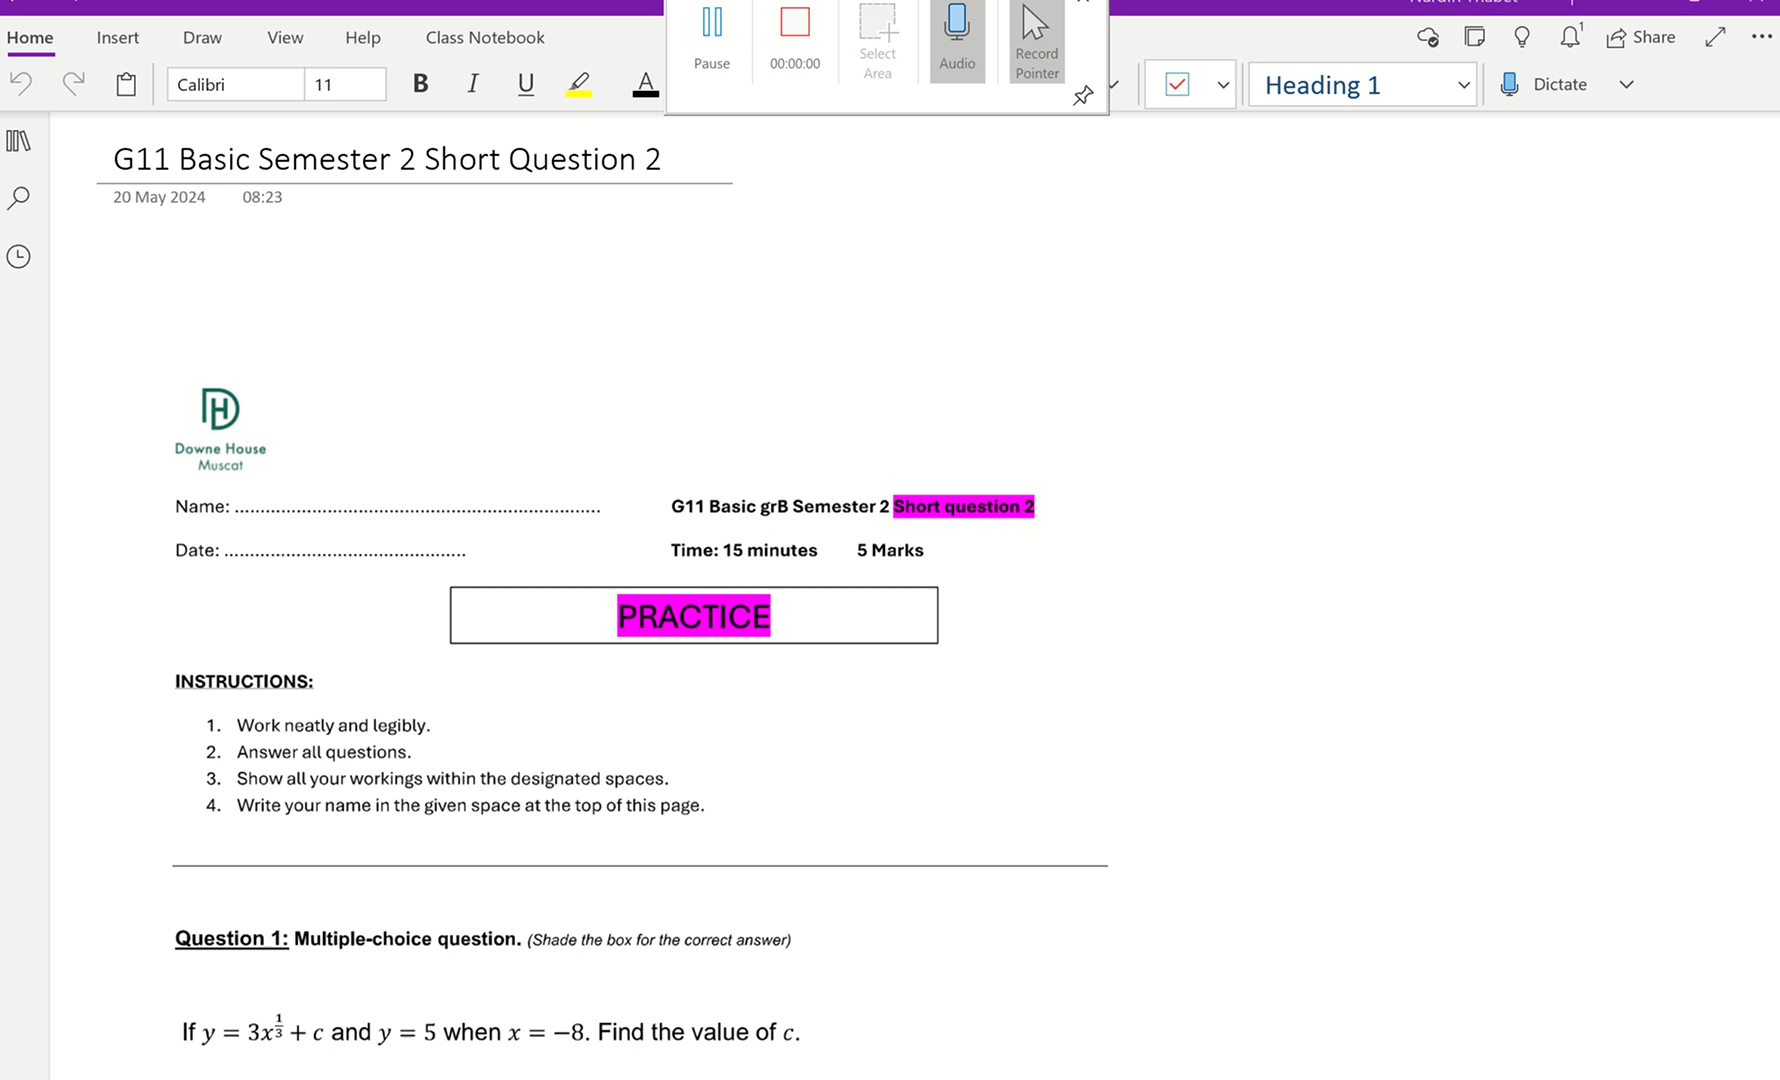 Home Insert Draw View Help Class Notebook
Pause 00:00:00 Select Area Audio Record Pointer
1 Share
Calibri 11 B I U A Heading 1 Dictate
G11 Basic Semester 2 Short Question 2
20 May 2024 08:23
DH
Downe House
Muscat
Name: ........................................................................ G11 Basic grB Semester 2 Short question 2
Date: ............................................... Time: 15 minutes 5 Marks
PRACTICE
INSTRUCTIONS:
1. Work neatly and legibly.
2. Answer all questions.
3. Show all your workings within the designated spaces.
4. Write your name in the given space at the top of this page.
Question 1: Multiple-choice question. (Shade the box for the correct answer)
If y = 3x^(1/3) + c and y = 5 when x = −8. Find the value of c.